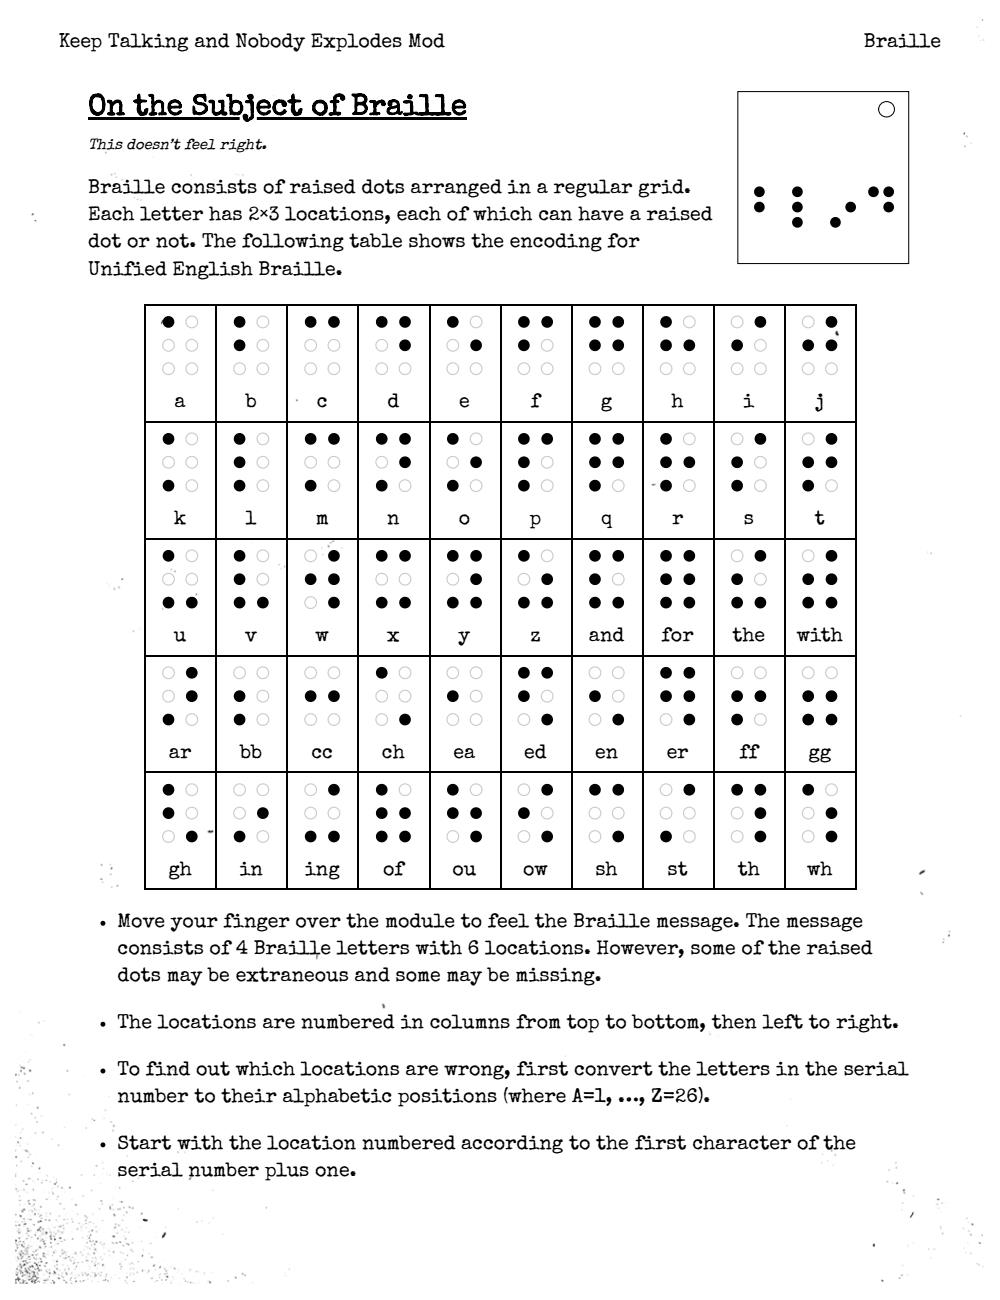 Keep Talking and Nobody Explodes Mod
Braille
On the Subject of Braille
This doesn't feel right.
Braille consists of raised dots arranged in a regular grid.
Each letter has 2×3 locations, each of which can have a raised
dot or not. The following table shows the encoding for
Unified English Braille.
a b c d e f g h i j
k l m n o p q r s t
u v w x y z and for the with
ar bb cc ch ea ed en er ff gg
gh in ing of ou ow sh st th wh
• Move your finger over the module to feel the Braille message. The message
consists of 4 Braille letters with 6 locations. However, some of the raised
dots may be extraneous and some may be missing.
• The locations are numbered in columns from top to bottom, then left to right.
• To find out which locations are wrong, first convert the letters in the serial
number to their alphabetic positions (where A=1, ..., Z=26).
• Start with the location numbered according to the first character of the
serial number plus one.